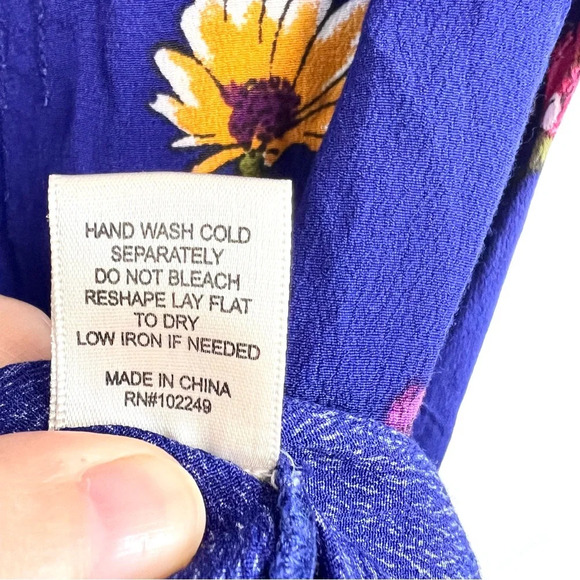 HAND WASH COLD
SEPARATELY
DO NOT BLEACH
RESHAPE LAY FLAT
TO DRY
LOW IRON IF NEEDED
MADE IN CHINA
RN#102249